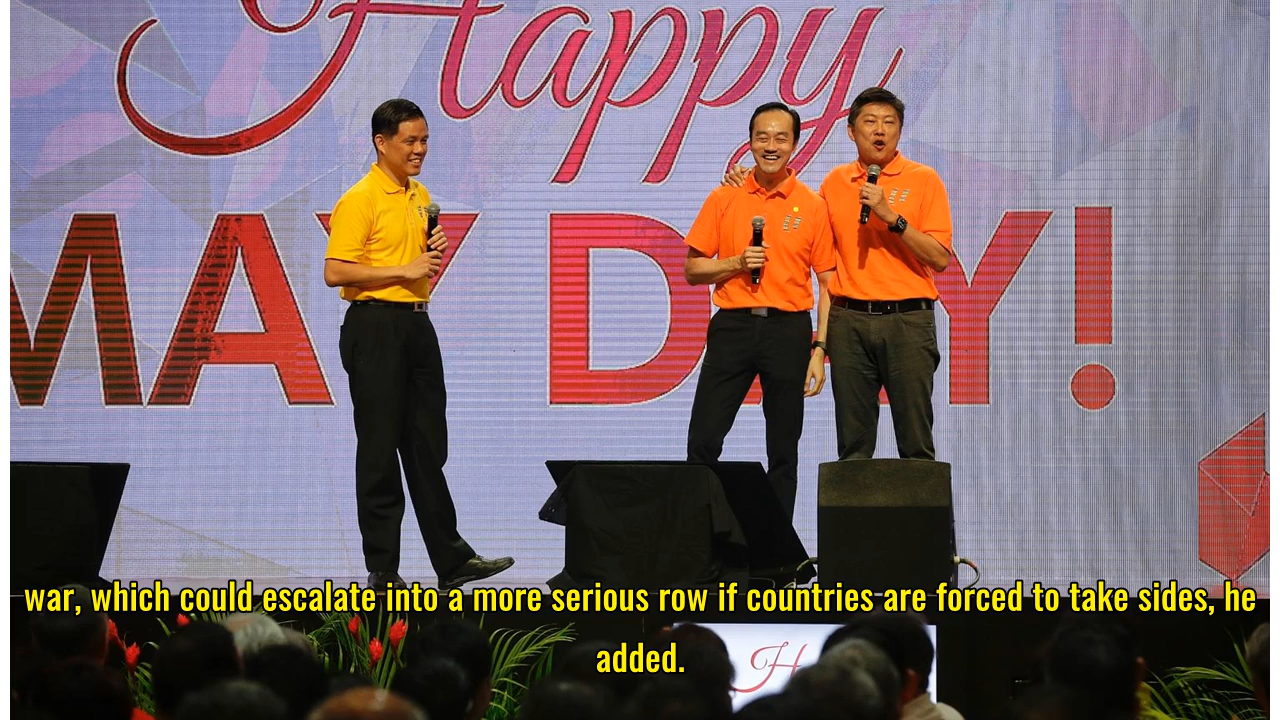 Happy
MAY DAY!
war, which could escalate into a more serious row if countries are forced to take sides, he
added.
H